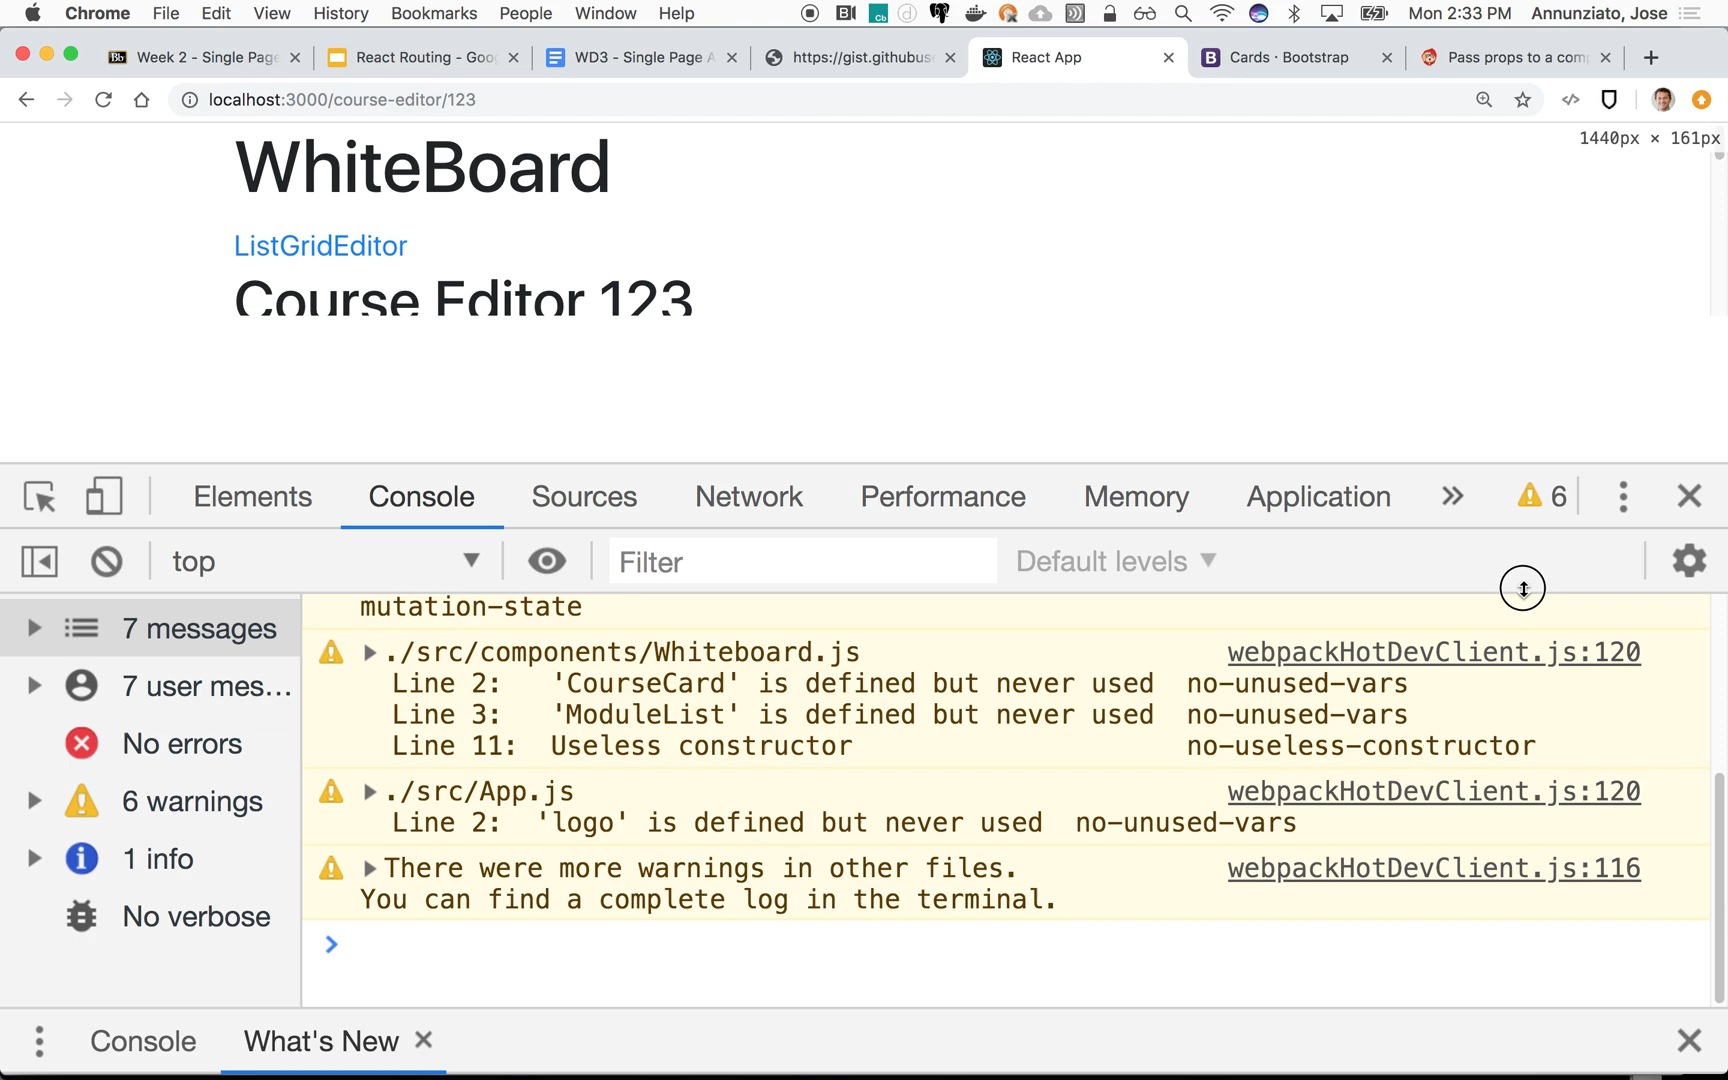 Chrome File Edit View History Bookmarks People Window Help Mon 2:33 PM Annunziato, Jose
Week 2 - Single Page
React Routing - Goo
WD3 - Single Page A
https://gist.githubuse
React App
Cards · Bootstrap
Pass props to a comp
localhost:3000/course-editor/123
1440px × 161px
WhiteBoard
ListGridEditor
Course Editor 123
Elements Console Sources Network Performance Memory Application 6
top Filter Default levels
7 messages
7 user mes...
No errors
6 warnings
1 info
No verbose
mutation-state
./src/components/Whiteboard.js webpackHotDevClient.js:120
Line 2: 'CourseCard' is defined but never used no-unused-vars
Line 3: 'ModuleList' is defined but never used no-unused-vars
Line 11: Useless constructor no-useless-constructor
./src/App.js webpackHotDevClient.js:120
Line 2: 'logo' is defined but never used no-unused-vars
There were more warnings in other files. webpackHotDevClient.js:116
You can find a complete log in the terminal.
Console What's New